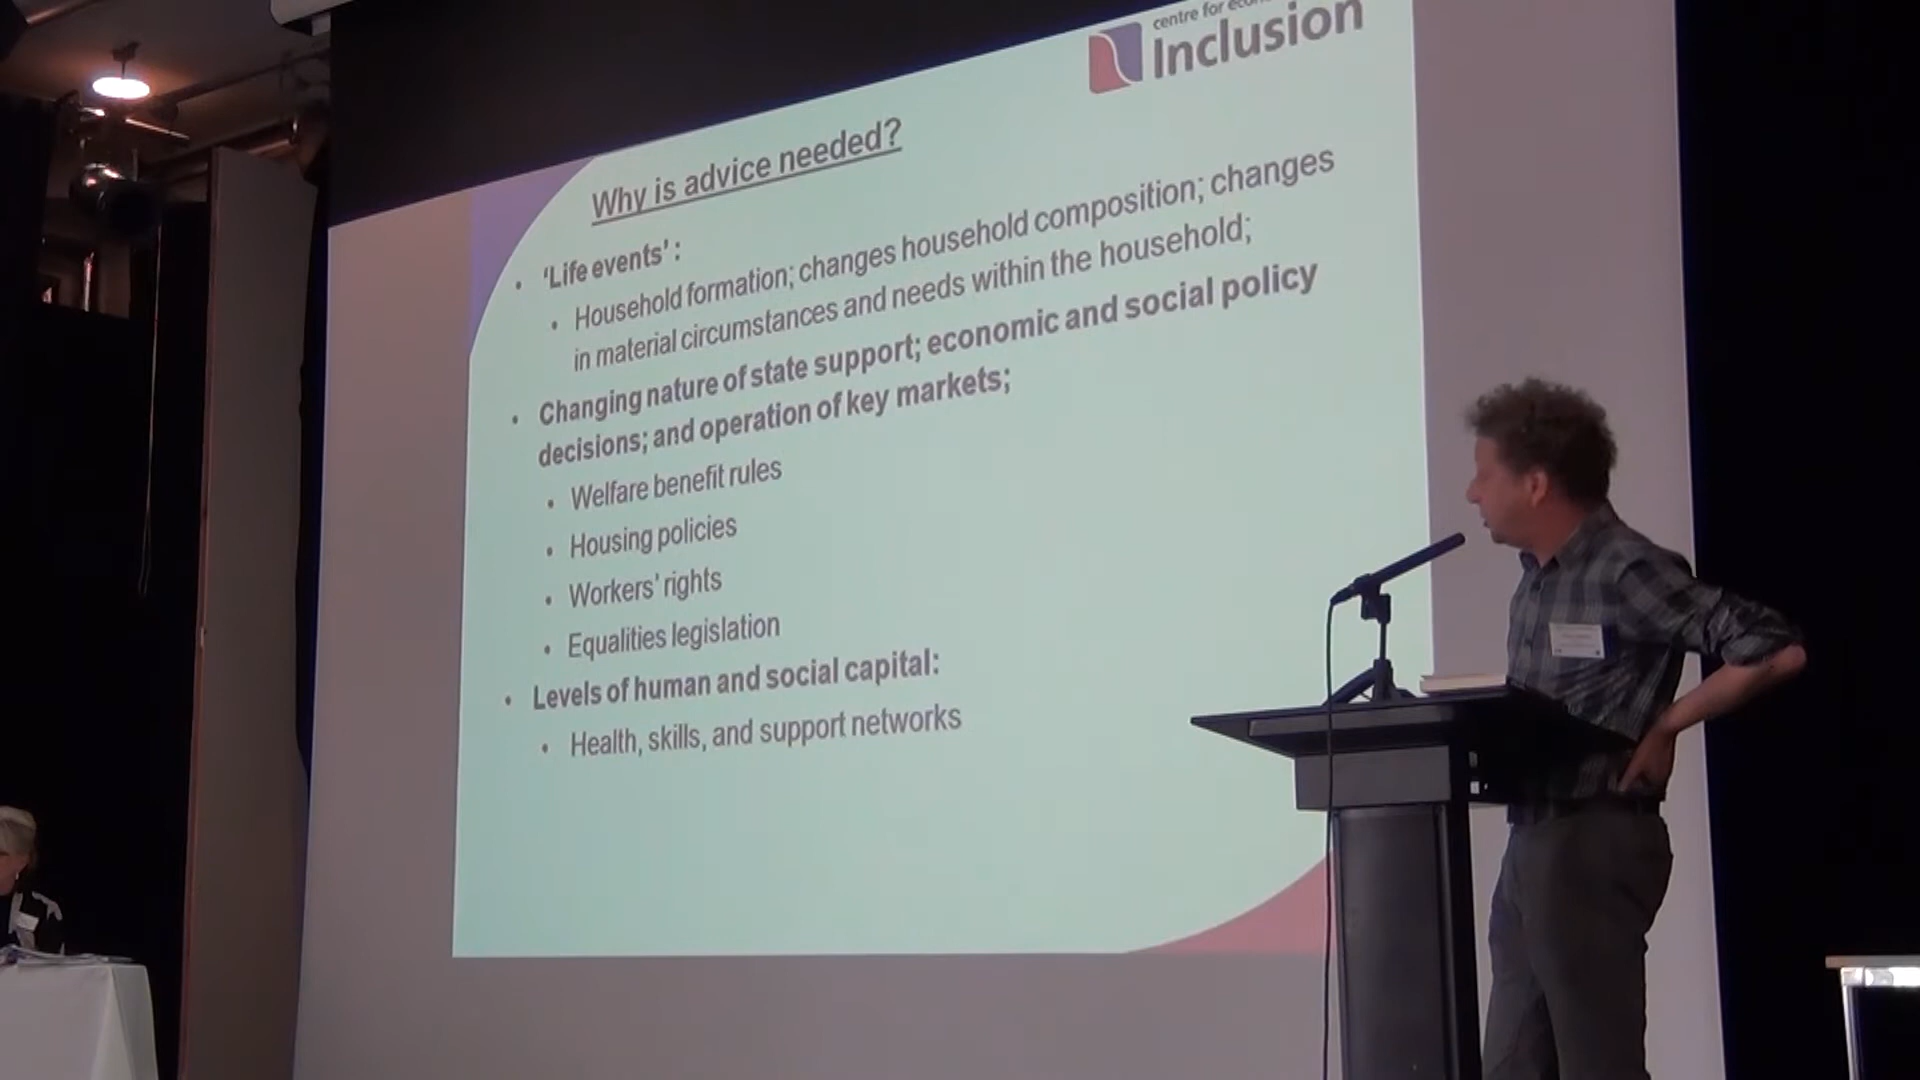 centre for
Inclusion
Why is advice needed?
• 'Life events' :
• Household formation; changes household composition; changes
in material circumstances and needs within the household;
• Changing nature of state support; economic and social policy
decisions; and operation of key markets;
• Welfare benefit rules
• Housing policies
• Workers' rights
• Equalities legislation
• Levels of human and social capital:
• Health, skills, and support networks